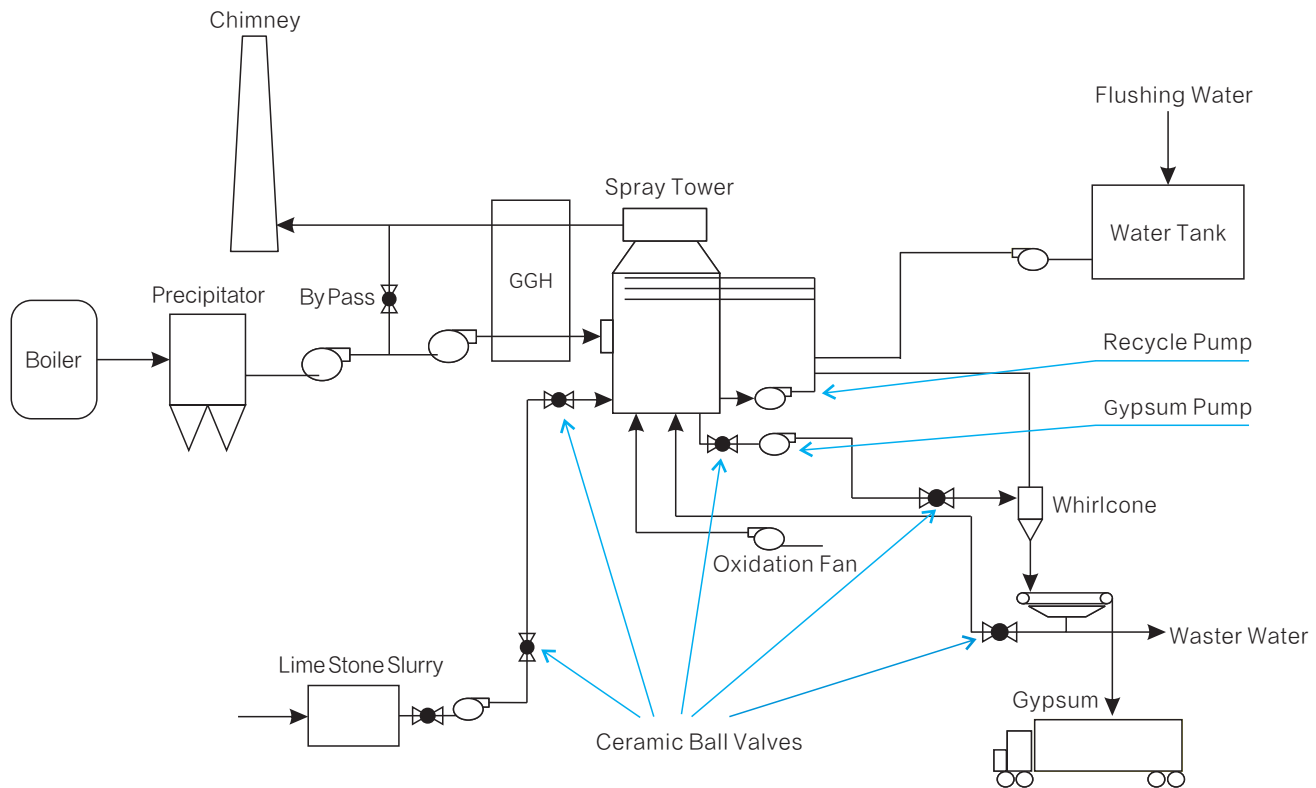 Chimney
Flushing Water
Spray Tower
Water Tank
Precipitator
By Pass
GGH
Boiler
Recycle Pump
Gypsum Pump
Whirlcone
Oxidation Fan
Waster Water
Lime Stone Slurry
Gypsum
Ceramic Ball Valves